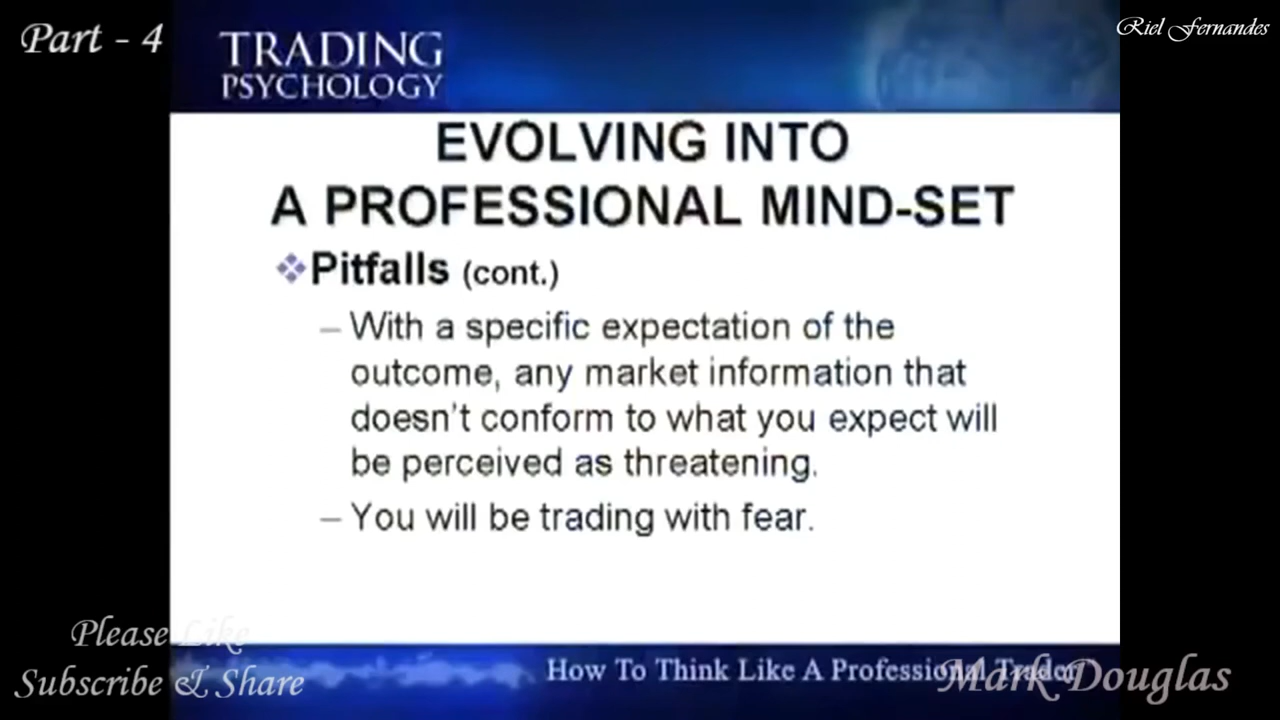 Part - 4
Riel Fernandes
TRADING
PSYCHOLOGY
EVOLVING INTO
A PROFESSIONAL MIND-SET
Pitfalls (cont.)
– With a specific expectation of the
outcome, any market information that
doesn't conform to what you expect will
be perceived as threatening.
– You will be trading with fear.
Please Like
Subscribe & Share
How To Think Like A Professional Trader
Mark Douglas